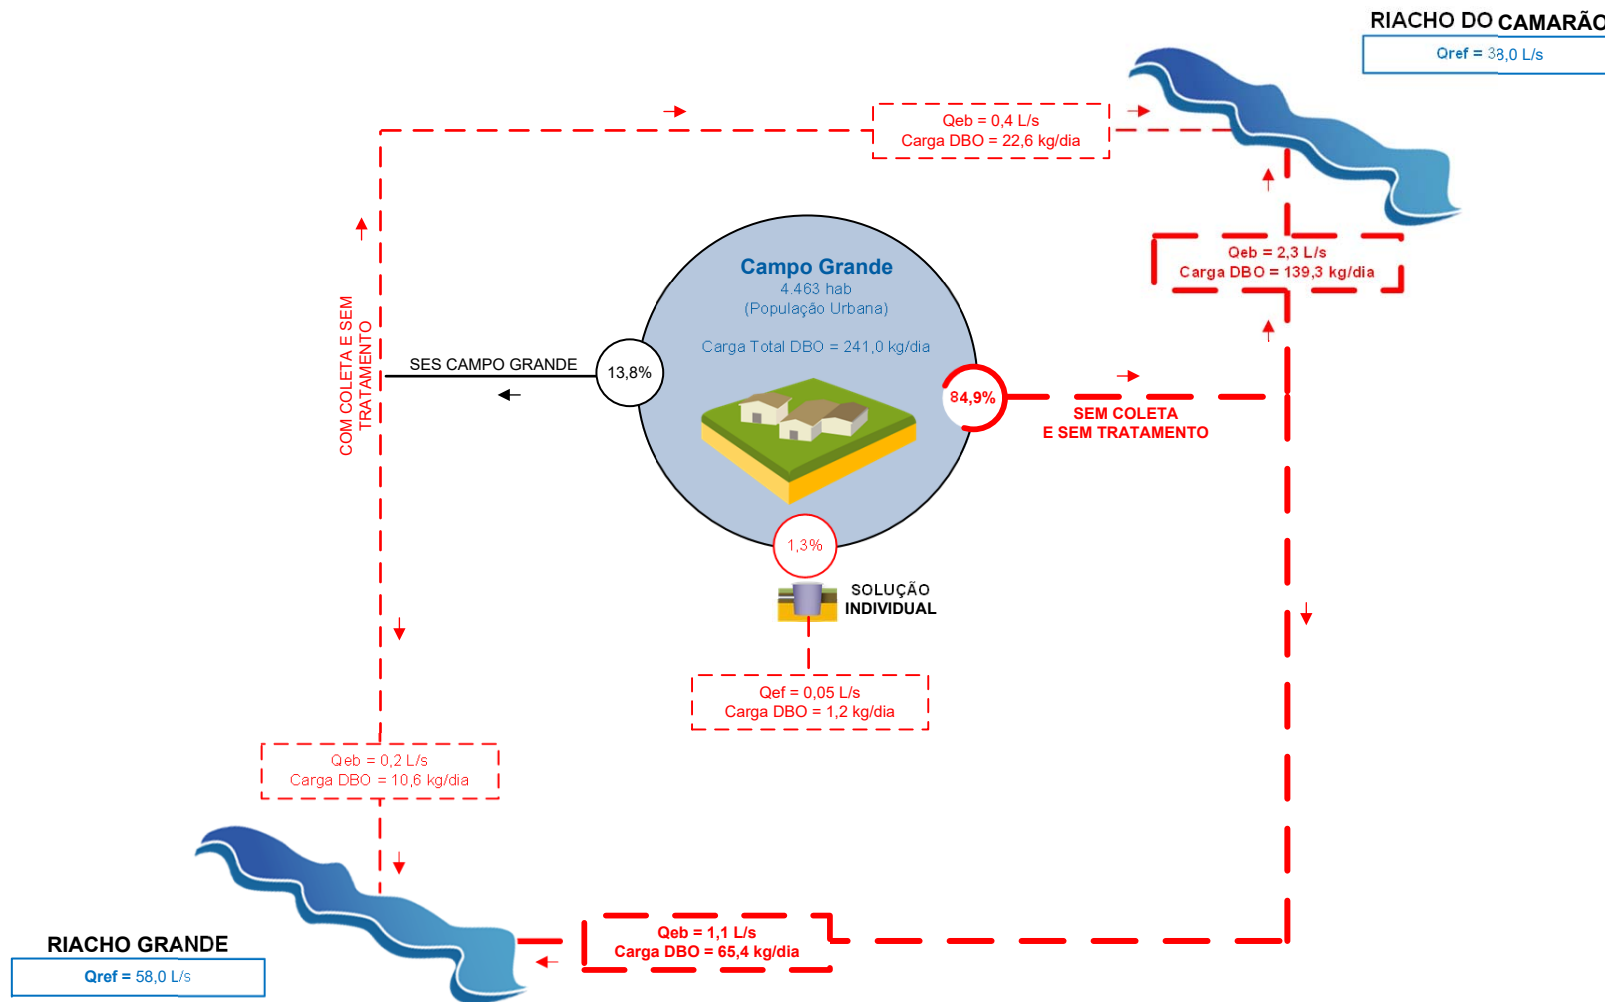 RIACHO DO CAMARÃO
Qref = 38,0 L/s
Qeb = 0,4 L/s
Carga DBO = 22,6 kg/dia
Qeb = 2,3 L/s
Carga DBO = 139,3 kg/dia
Campo Grande
4.463 hab
(População Urbana)
Carga Total DBO = 241,0 kg/dia
COM COLETA E SEM
TRATAMENTO
SES CAMPO GRANDE
13,8%
84,9%
SEM COLETA
E SEM TRATAMENTO
1,3%
SOLUÇÃO
INDIVIDUAL
Qef = 0,05 L/s
Carga DBO = 1,2 kg/dia
Qeb = 0,2 L/s
Carga DBO = 10,6 kg/dia
RIACHO GRANDE
Qref = 58,0 L/s
Qeb = 1,1 L/s
Carga DBO = 65,4 kg/dia